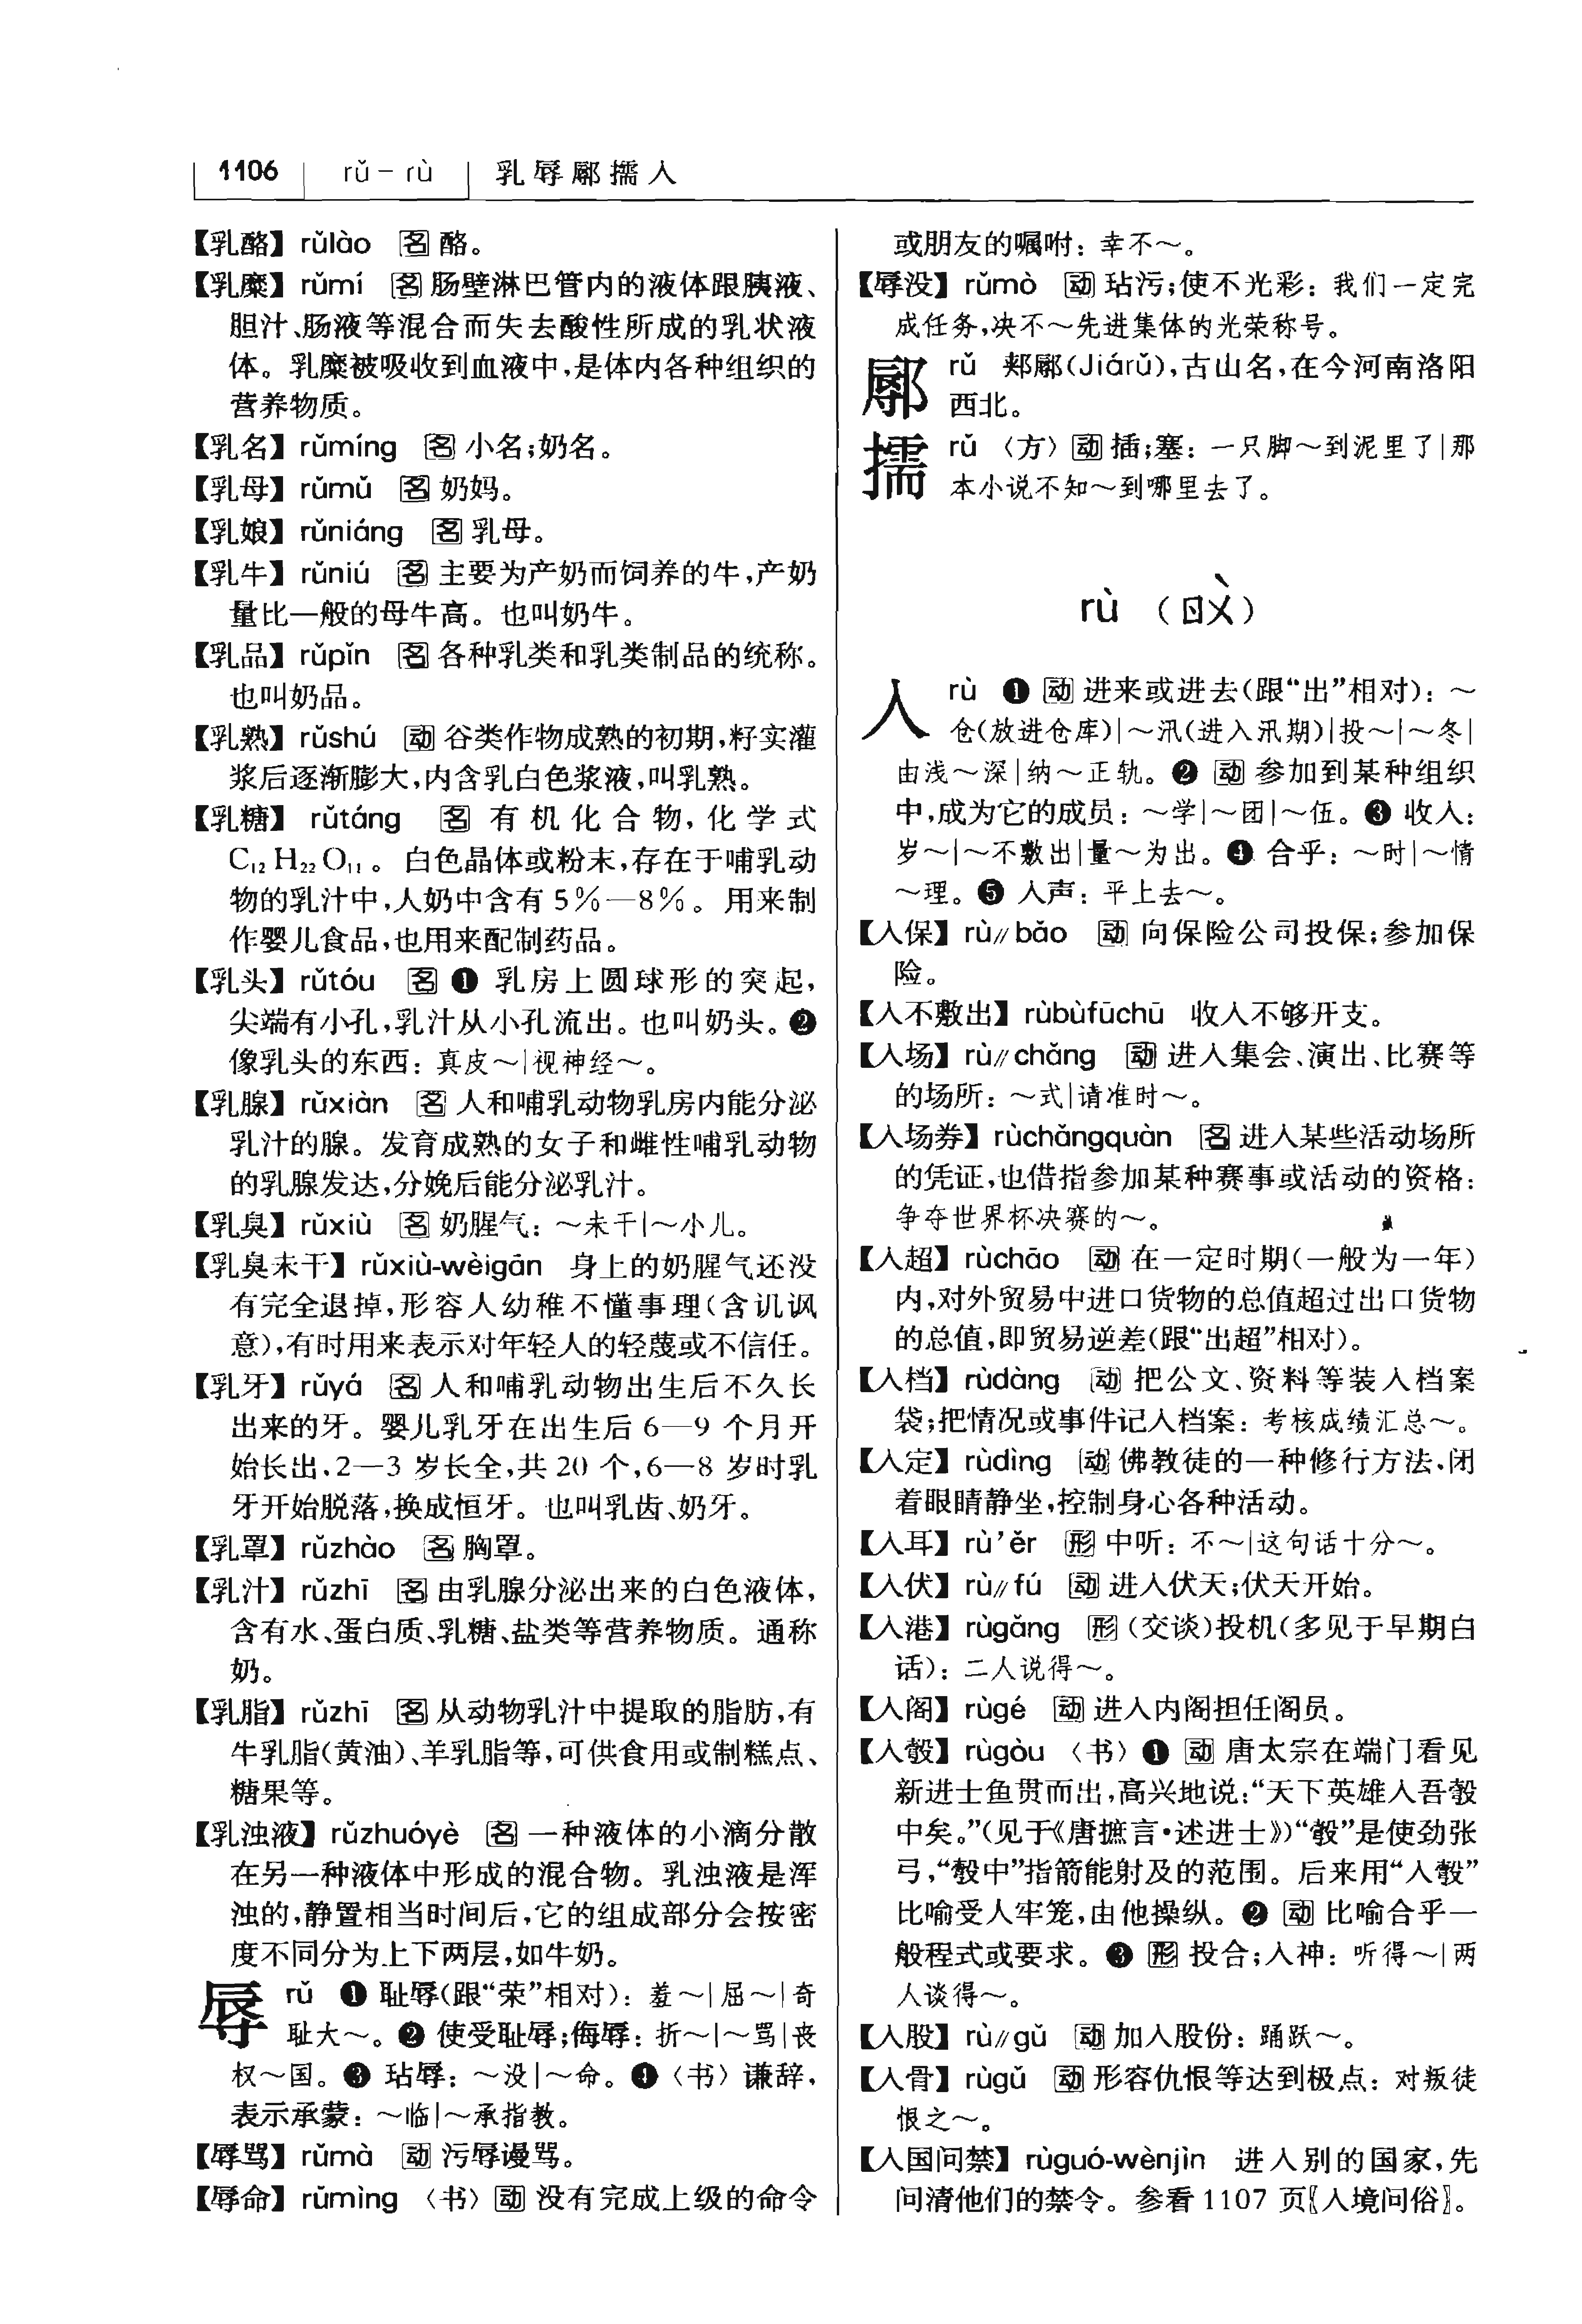 1106 rǔ－rù 乳辱鄏擩入
【乳酪】rǔlào 名 酪。
【乳糜】rǔmí 名 肠壁淋巴管内的液体跟胰液、
胆汁、肠液等混合而失去酸性所成的乳状液
体。乳糜被吸收到血液中，是体内各种组织的
营养物质。
【乳名】rǔmíng 名 小名；奶名。
【乳母】rǔmǔ 名 奶妈。
【乳娘】rǔniáng 名 乳母。
【乳牛】rǔniú 名 主要为产奶而饲养的牛，产奶
量比一般的母牛高。也叫奶牛。
【乳品】rǔpǐn 名 各种乳类和乳类制品的统称。
也叫奶品。
【乳熟】rǔshú 动 谷类作物成熟的初期，籽实灌
浆后逐渐膨大，内含乳白色浆液，叫乳熟。
【乳糖】rǔtáng 名 有机化合物，化学式
C₁₂H₂₂O₁₁。白色晶体或粉末，存在于哺乳动
物的乳汁中，人奶中含有5％—8％。用来制
作婴儿食品，也用来配制药品。
【乳头】rǔtóu 名 ❶ 乳房上圆球形的突起，
尖端有小孔，乳汁从小孔流出。也叫奶头。❷
像乳头的东西：真皮～|视神经～。
【乳腺】rǔxiàn 名 人和哺乳动物乳房内能分泌
乳汁的腺。发育成熟的女子和雌性哺乳动物
的乳腺发达，分娩后能分泌乳汁。
【乳臭】rǔxiù 名 奶腥气：～未干|～小儿。
【乳臭未干】rǔxiù-wèigān 身上的奶腥气还没
有完全退掉，形容人幼稚不懂事理（含讥讽
意），有时用来表示对年轻人的轻蔑或不信任。
【乳牙】rǔyá 名 人和哺乳动物出生后不久长
出来的牙。婴儿乳牙在出生后6—9个月开
始长出，2—3岁长全，共20个，6—8岁时乳
牙开始脱落，换成恒牙。也叫乳齿、奶牙。
【乳罩】rǔzhào 名 胸罩。
【乳汁】rǔzhī 名 由乳腺分泌出来的白色液体，
含有水、蛋白质、乳糖、盐类等营养物质。通称
奶。
【乳脂】rǔzhī 名 从动物乳汁中提取的脂肪，有
牛乳脂（黄油）、羊乳脂等，可供食用或制糕点、
糖果等。
【乳浊液】rǔzhuóyè 名 一种液体的小滴分散
在另一种液体中形成的混合物。乳浊液是浑
浊的，静置相当时间后，它的组成部分会按密
度不同分为上下两层，如牛奶。
辱 rǔ ❶ 耻辱（跟“荣”相对）：羞～|屈～|奇
耻大～。❷ 使受耻辱；侮辱：折～|～骂|丧
权～国。❸ 玷辱：～没|～命。❹〈书〉谦辞，
表示承蒙：～临|～承指教。
【辱骂】rǔmà 动 污辱谩骂。
【辱命】rǔmìng〈书〉动 没有完成上级的命令
或朋友的嘱咐：幸不～。
【辱没】rǔmò 动 玷污；使不光彩：我们一定完
成任务，决不～先进集体的光荣称号。
鄏 rǔ 郏鄏（Jiárǔ），古山名，在今河南洛阳
西北。
擩 rǔ〈方〉动 插；塞：一只脚～到泥里了|那
本小说不知～到哪里去了。
rù （ㄖㄨˋ）
入 rù ❶ 动 进来或进去（跟“出”相对）：～
仓（放进仓库）|～汛（进入汛期）|投～|～冬|
由浅～深|纳～正轨。❷ 动 参加到某种组织
中，成为它的成员：～学|～团|～伍。❸ 收入：
岁～|～不敷出|量～为出。❹ 合乎：～时|～情
～理。❺ 入声：平上去～。
【入保】rù∥bǎo 动 向保险公司投保；参加保
险。
【入不敷出】rùbùfūchū 收入不够开支。
【入场】rù∥chǎng 动 进入集会、演出、比赛等
的场所：～式|请准时～。
【入场券】rùchǎngquàn 名 进入某些活动场所
的凭证，也借指参加某种赛事或活动的资格：
争夺世界杯决赛的～。
【入超】rùchāo 动 在一定时期（一般为一年）
内，对外贸易中进口货物的总值超过出口货物
的总值，即贸易逆差（跟“出超”相对）。
【入档】rùdàng 动 把公文、资料等装入档案
袋；把情况或事件记入档案：考核成绩汇总～。
【入定】rùdìng 动 佛教徒的一种修行方法，闭
着眼睛静坐，控制身心各种活动。
【入耳】rù’ěr 形 中听：不～|这句话十分～。
【入伏】rù∥fú 动 进入伏天；伏天开始。
【入港】rùgǎng 形（交谈）投机（多见于早期白
话）：二人说得～。
【入阁】rùgé 动 进入内阁担任阁员。
【入彀】rùgòu〈书〉❶ 动 唐太宗在端门看见
新进士鱼贯而出，高兴地说：“天下英雄入吾彀
中矣。”（见于《唐摭言·述进士》）“彀”是使劲张
弓，“彀中”指箭能射及的范围。后来用“入彀”
比喻受人牢笼，由他操纵。❷ 动 比喻合乎一
般程式或要求。❸ 形 投合；入神：听得～|两
人谈得～。
【入股】rù∥gǔ 动 加入股份：踊跃～。
【入骨】rùgǔ 动 形容仇恨等达到极点：对叛徒
恨之～。
【入国问禁】rùguó-wènjìn 进入别的国家，先
问清他们的禁令。参看1107页〖入境问俗〗。